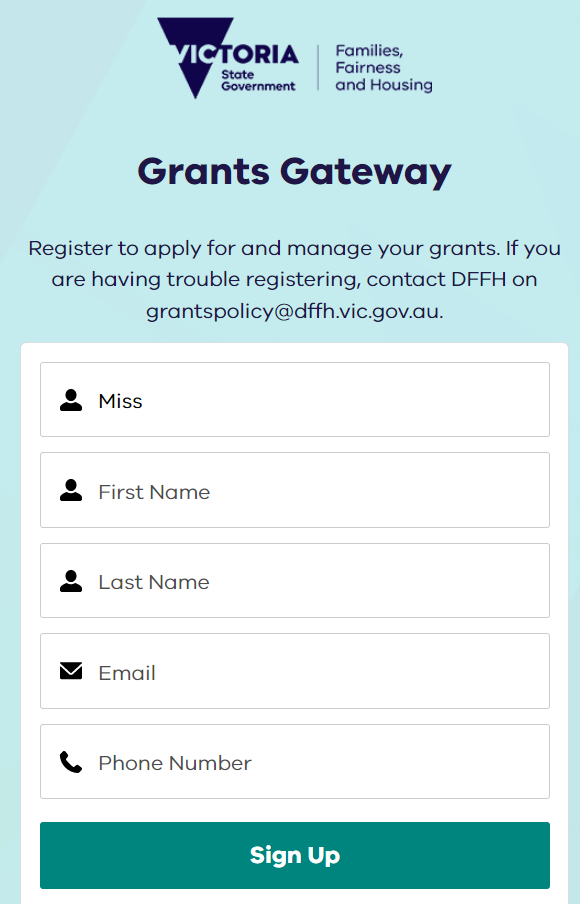 VICTORIA
State
Government
Families,
Fairness
and Housing
Grants Gateway
Register to apply for and manage your grants. If you
are having trouble registering, contact DFFH on
grantspolicy@dffh.vic.gov.au.
Miss
First Name
Last Name
Email
Phone Number
Sign Up